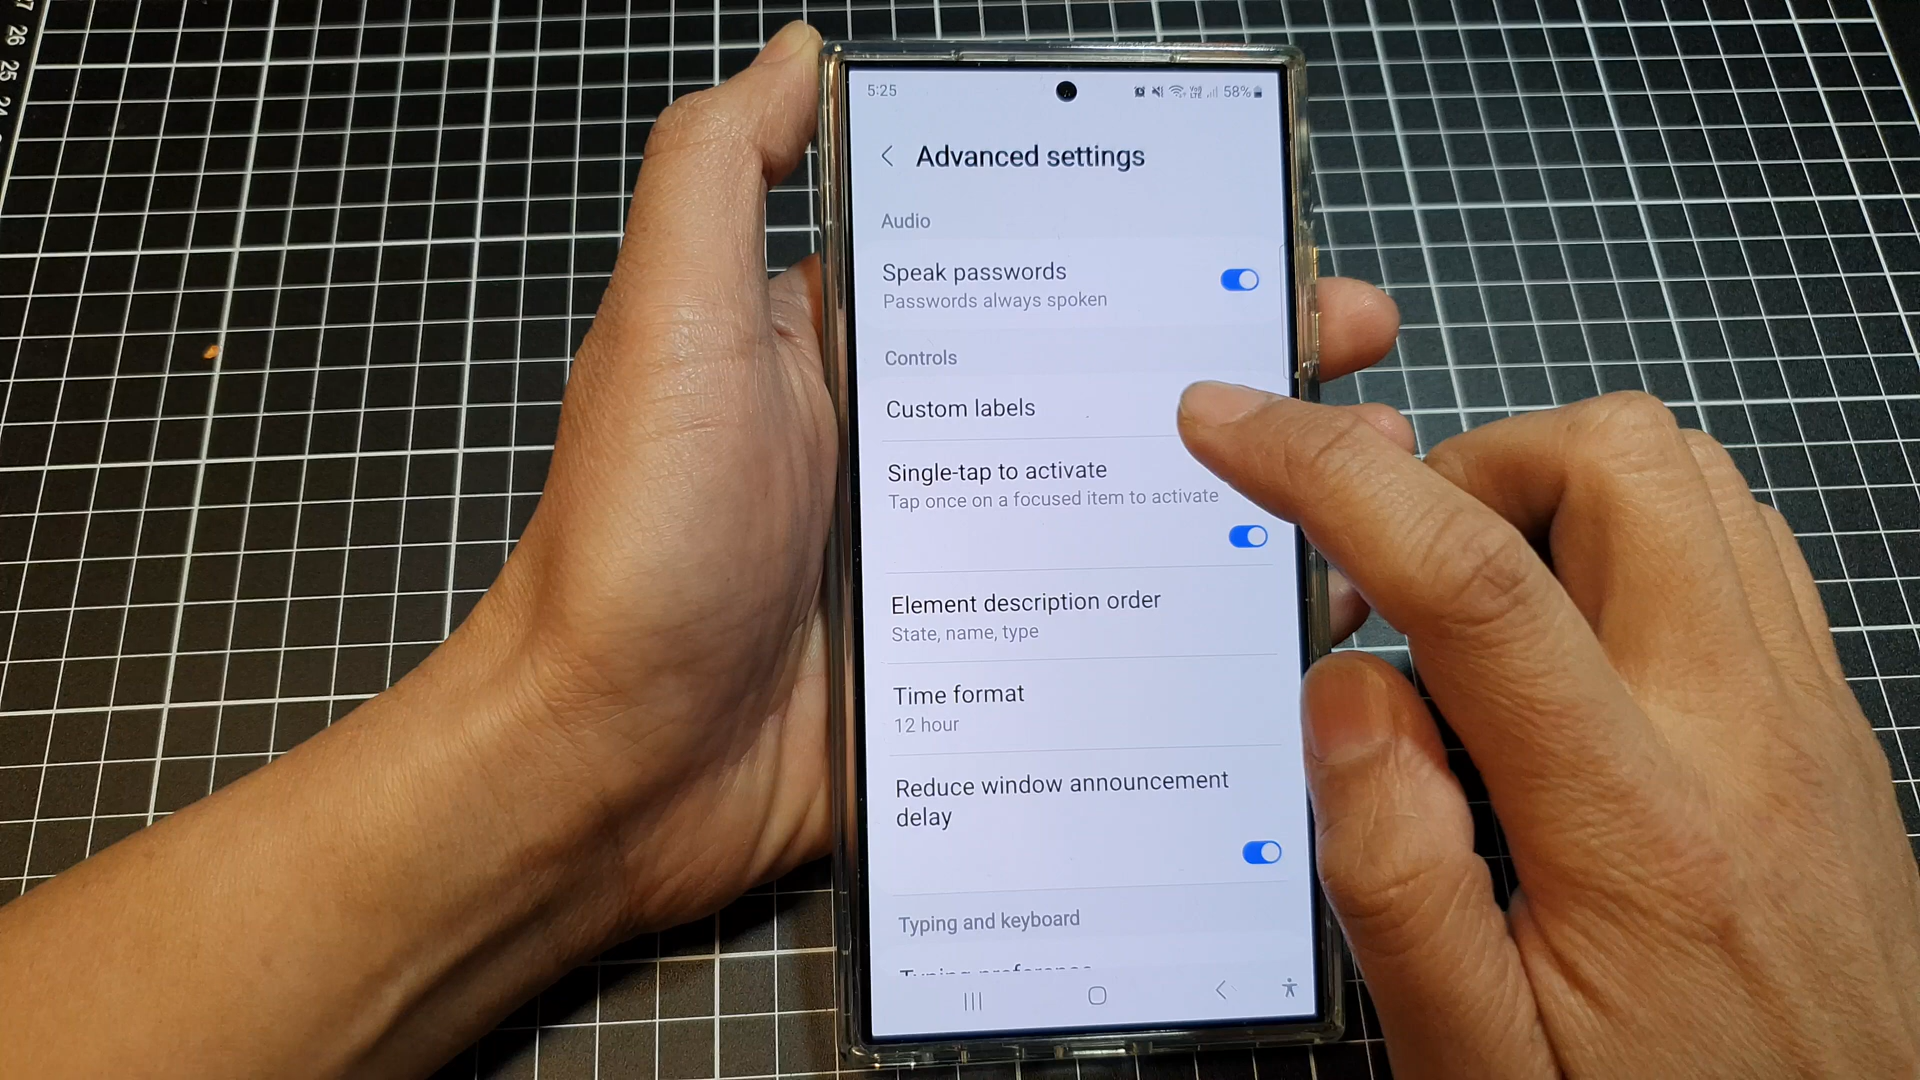 26
25
5:25
58%
Advanced settings
Audio
Speak passwords
Passwords always spoken
Controls
Custom labels
Single-tap to activate
Tap once on a focused item to activate
Element description order
State, name, type
Time format
12 hour
Reduce window announcement
delay
Typing and keyboard